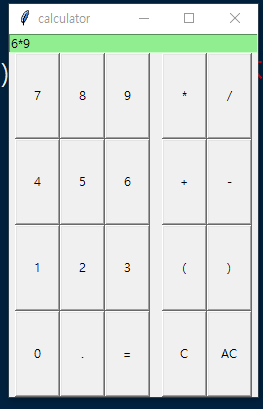 calculator
6*9
7 8 9 * /
4 5 6 + -
1 2 3 ( )
0 . = C AC
)